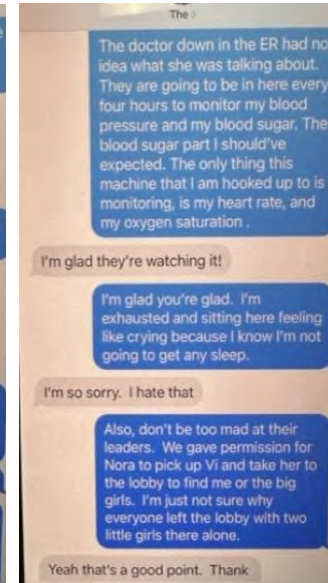 The
The doctor down in the ER had no
idea what she was talking about.
They are going to be in here every
four hours to monitor my blood
pressure and my blood sugar. The
blood sugar part I should've
expected. The only thing this
machine that I am hooked up to is
monitoring, is my heart rate, and
my oxygen saturation .
I'm glad they're watching it!
I'm glad you're glad. I'm
exhausted and sitting here feeling
like crying because I know I'm not
going to get any sleep.
I'm so sorry. I hate that
Also, don't be too mad at their
leaders. We gave permission for
Nora to pick up Vi and take her to
the lobby to find me or the big
girls. I'm just not sure why
everyone left the lobby with two
little girls there alone.
Yeah that's a good point. Thank